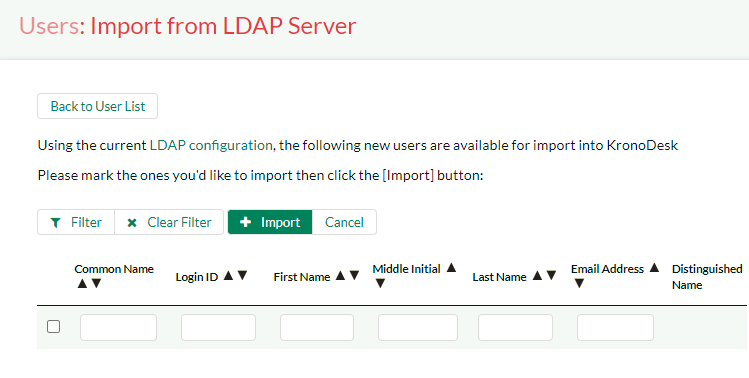 Users: Import from LDAP Server
Back to User List
Using the current LDAP configuration, the following new users are available for import into KronoDesk
Please mark the ones you'd like to import then click the [Import] button:
Filter Clear Filter Import Cancel
Common Name ▲▼ Login ID ▲▼ First Name ▲▼ Middle Initial ▲▼ Last Name ▲▼ Email Address ▲▼ Distinguished Name